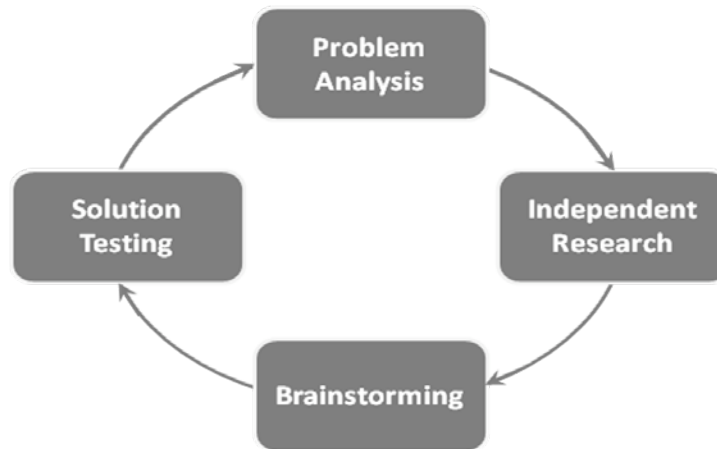 Problem
Analysis
Independent
Research
Brainstorming
Solution
Testing